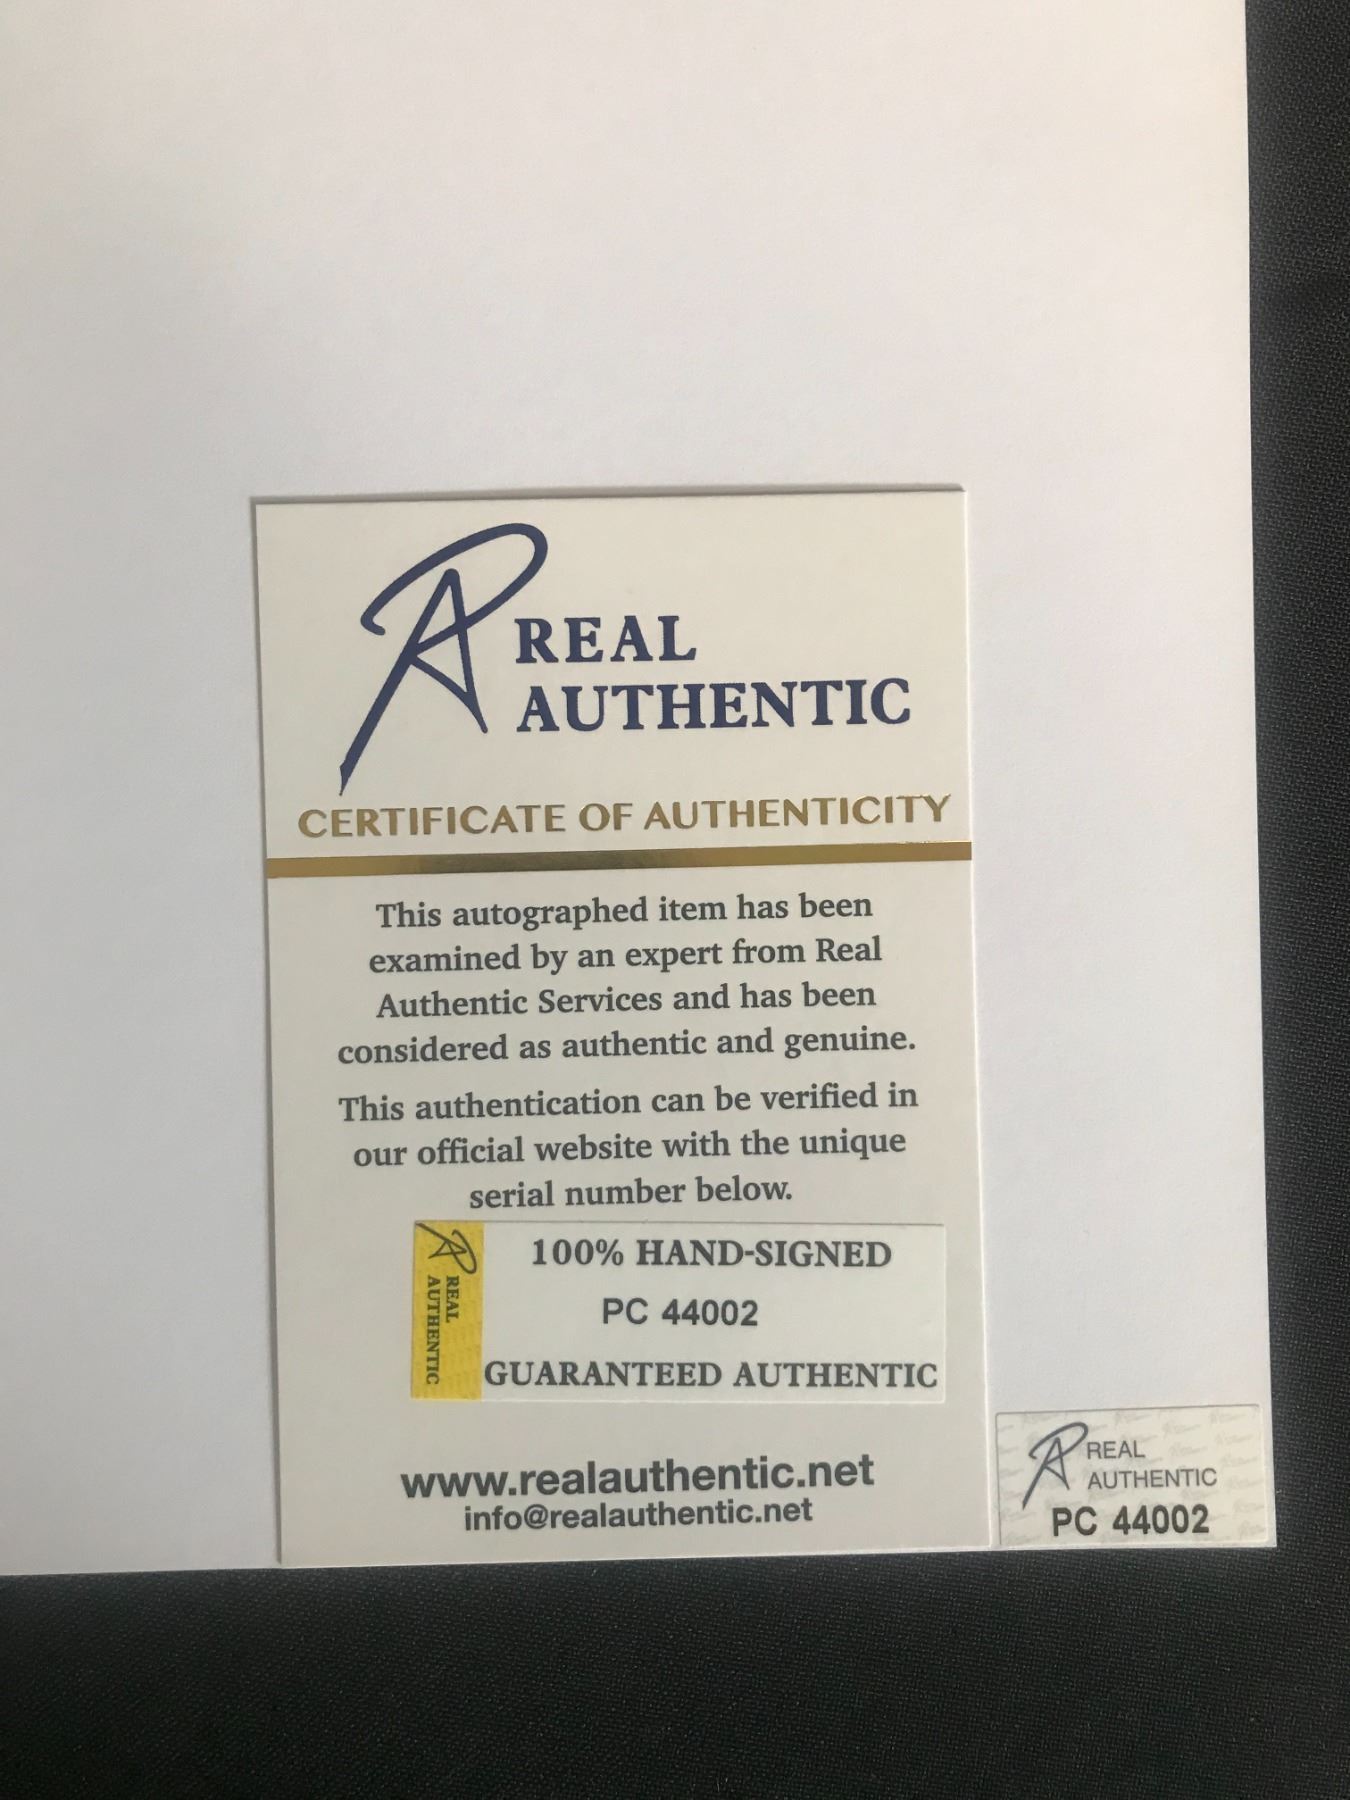 REAL
AUTHENTIC
CERTIFICATE OF AUTHENTICITY
This autographed item has been
examined by an expert from Real
Authentic Services and has been
considered as authentic and genuine.
This authentication can be verified in
our official website with the unique
serial number below.
REAL
AUTHENTIC
100% HAND-SIGNED
PC 44002
GUARANTEED AUTHENTIC
www.realauthentic.net
info@realauthentic.net
REAL
AUTHENTIC
PC 44002